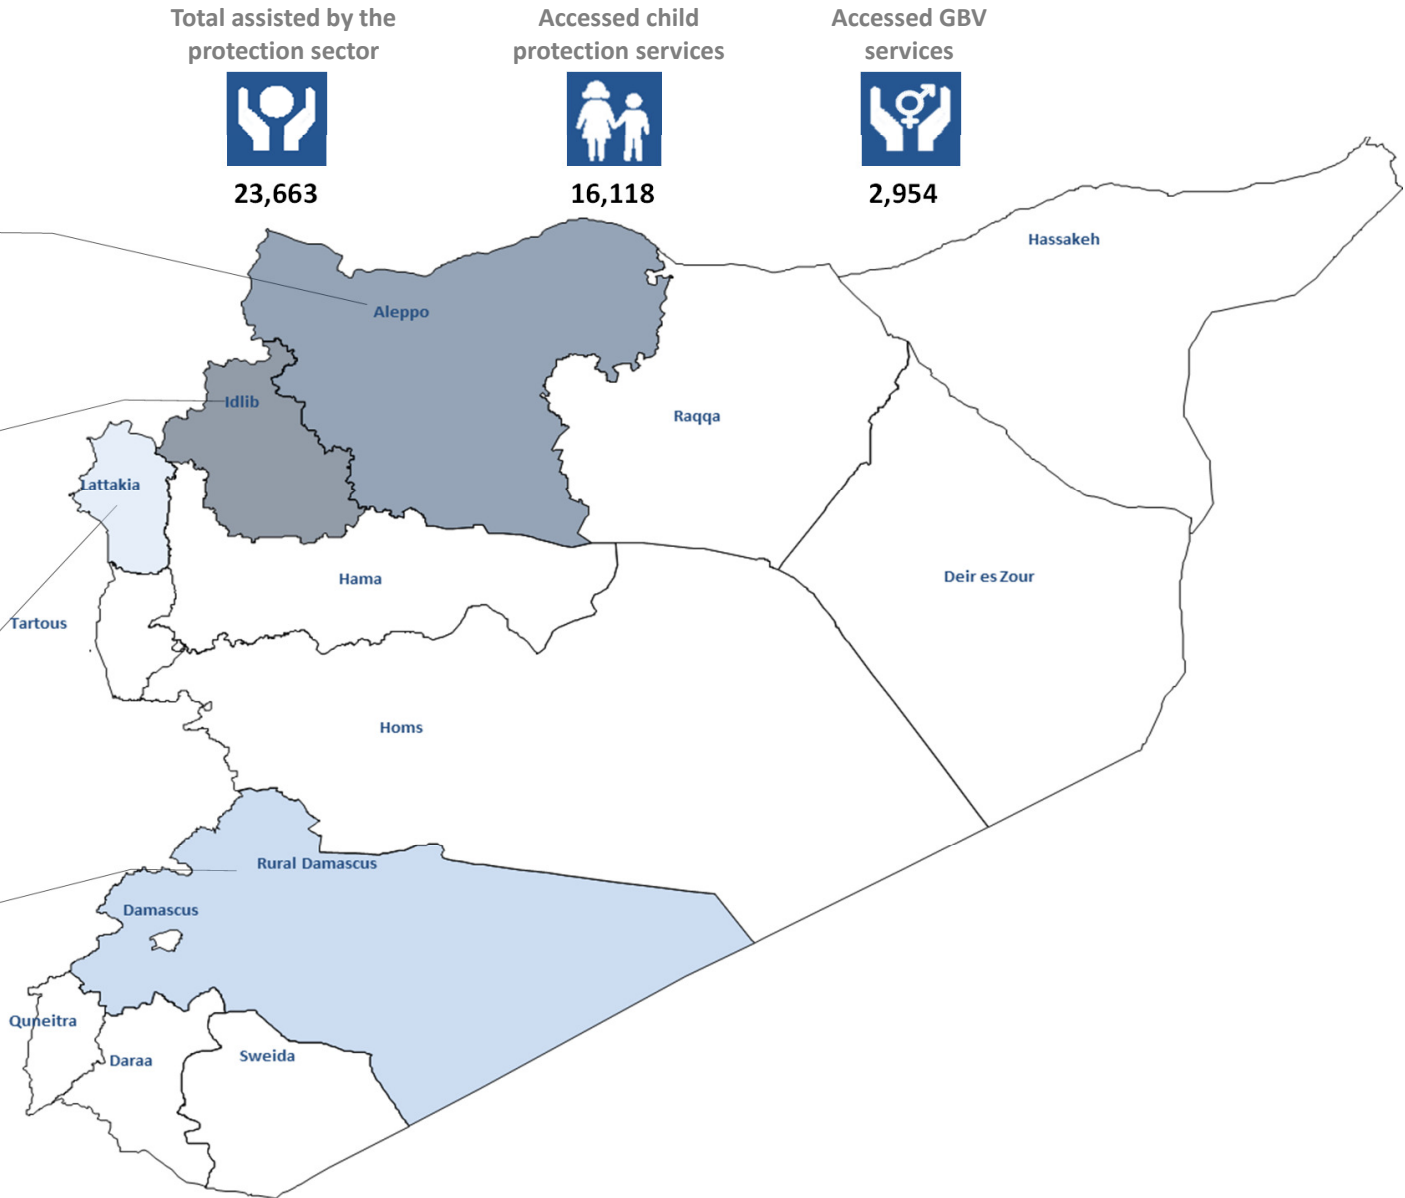 Total assisted by the
protection sector
Accessed child
protection services
Accessed GBV
services
23,663
16,118
2,954
Hassakeh
Aleppo
Idlib
Raqqa
Lattakia
Hama
Deir es Zour
Tartous
Homs
Rural Damascus
Damascus
Quneitra
Daraa
Sweida